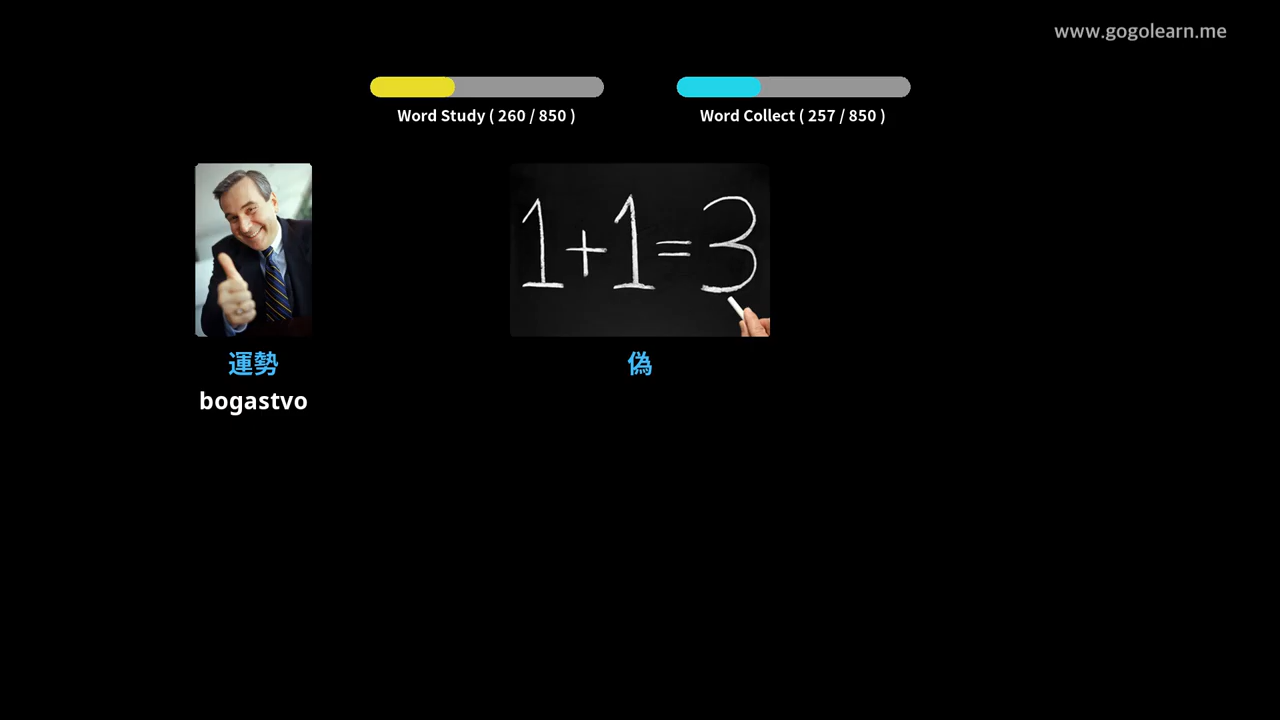 www.gogolearn.me
Word Study ( 260 / 850 )
Word Collect ( 257 / 850 )
1+1=3
運勢
偽
bogastvo